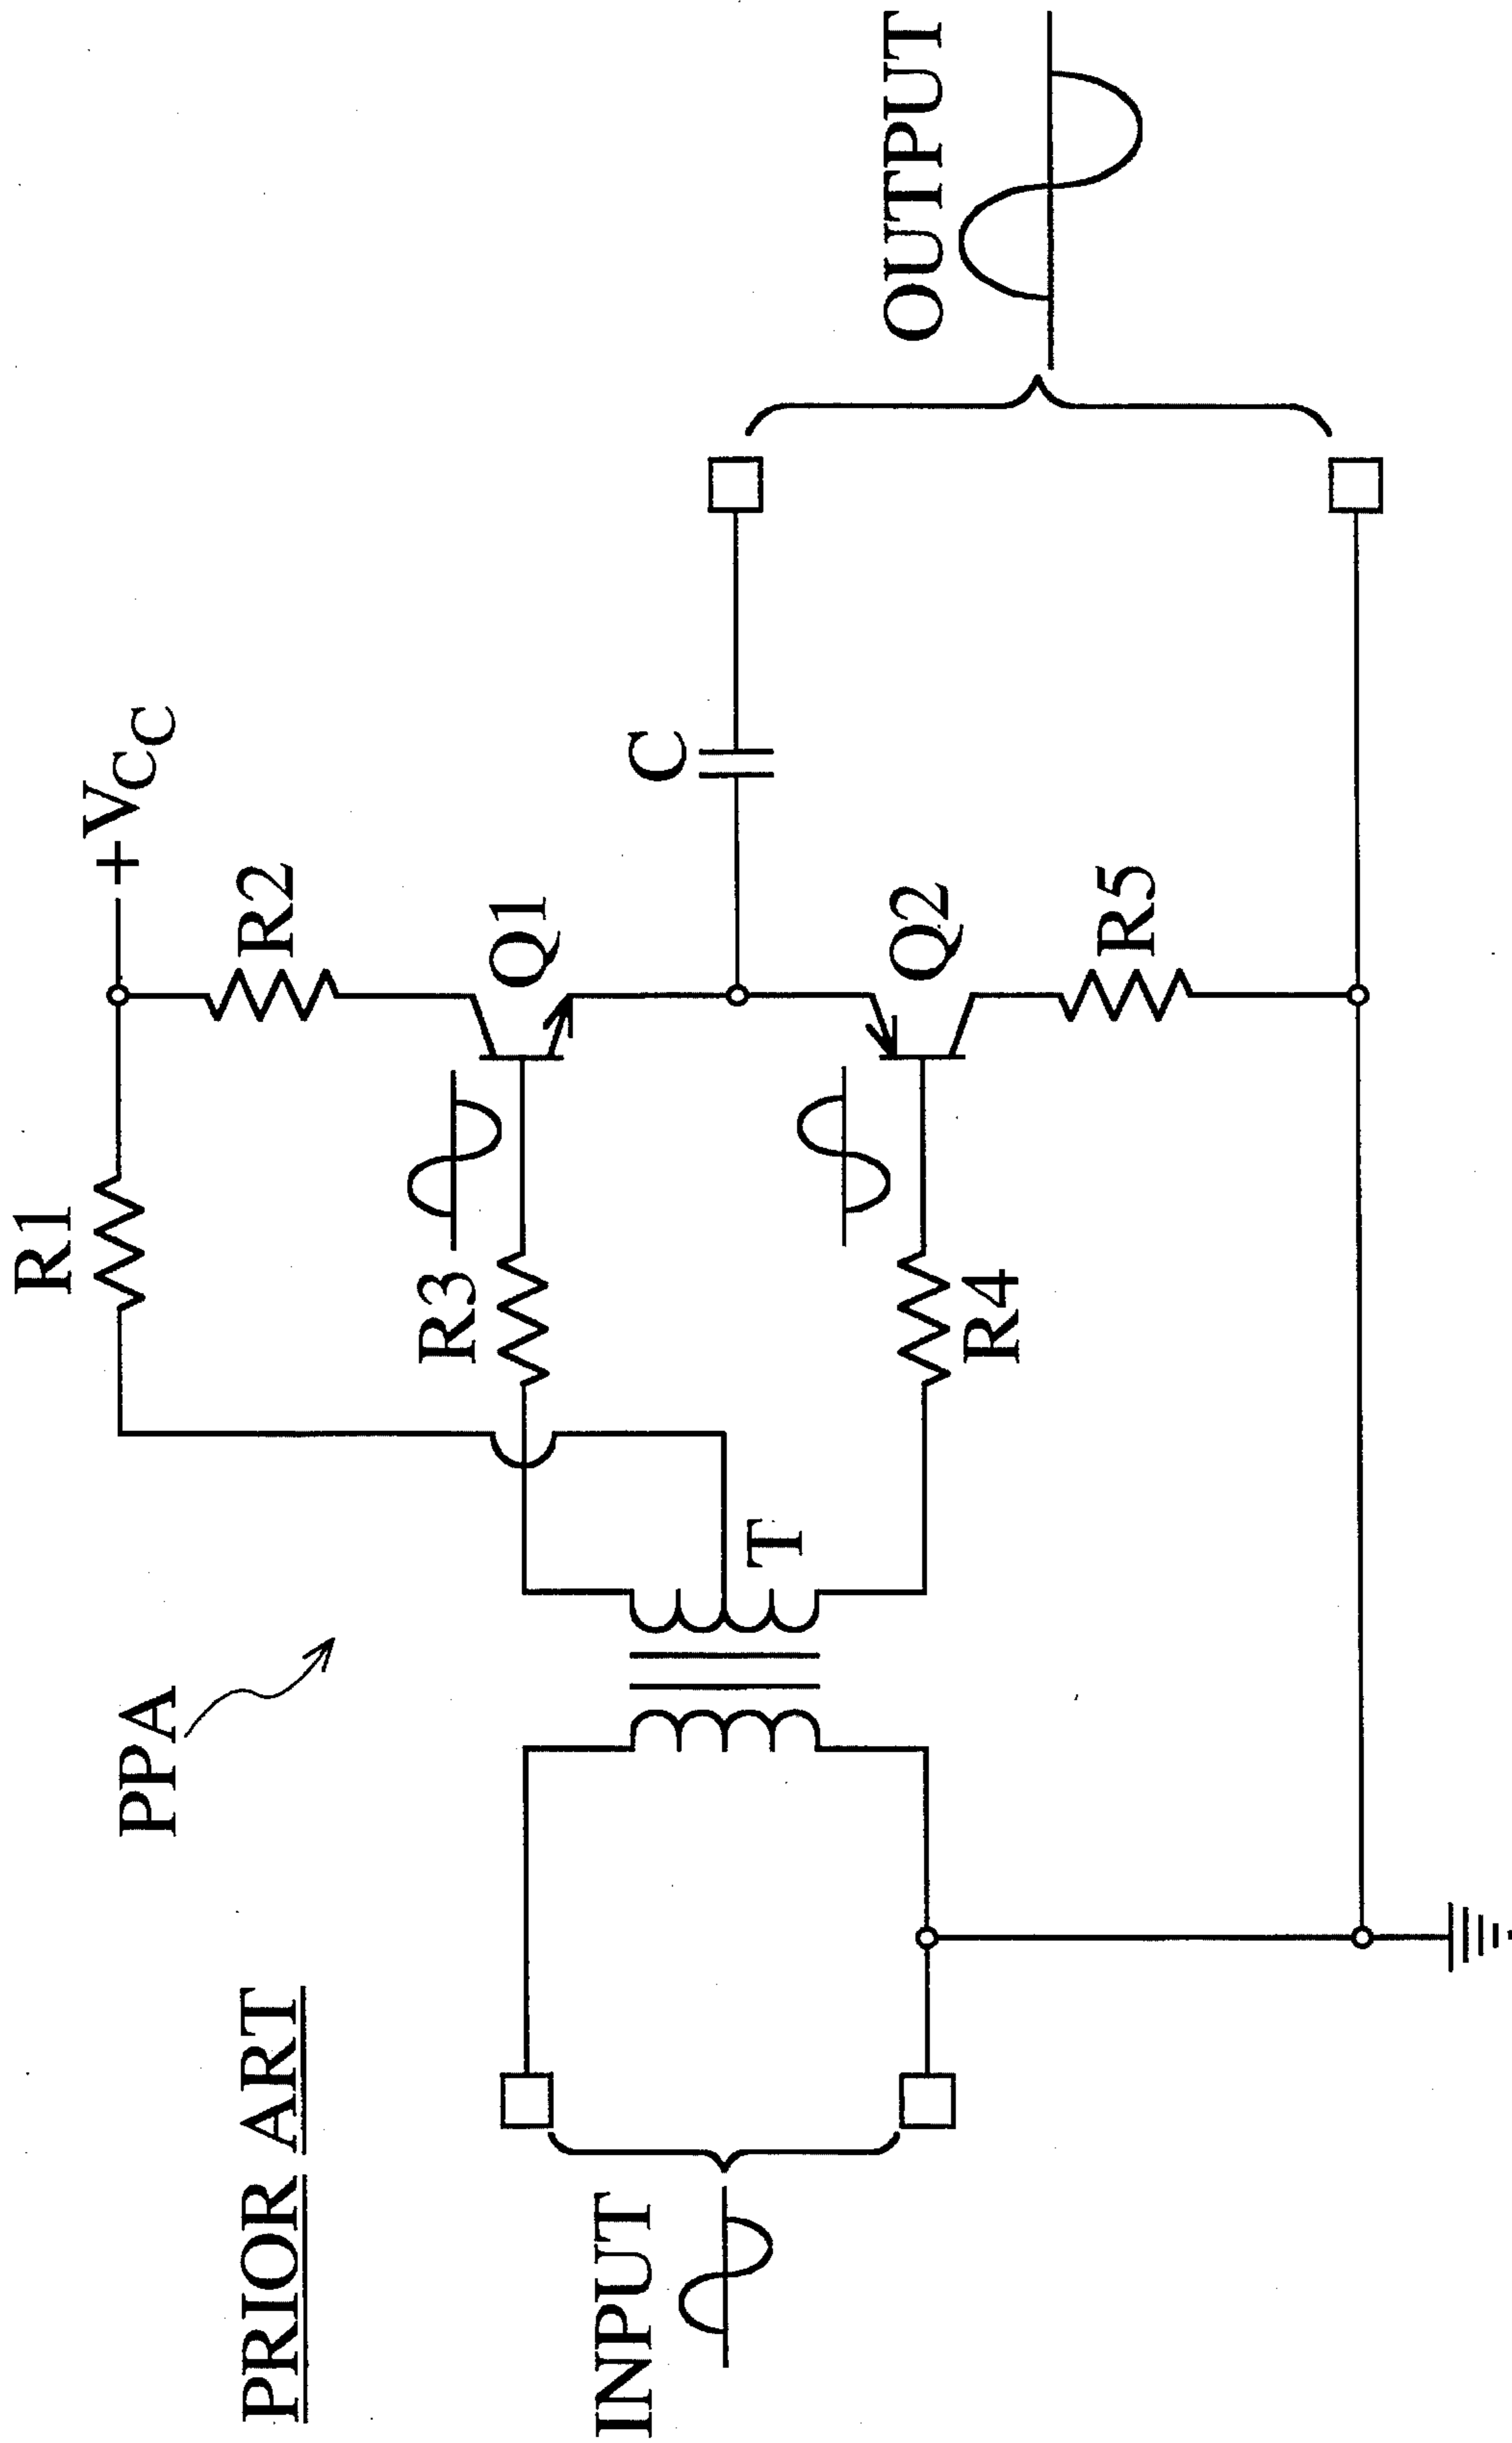 PRIOR ART
PPA
R1
+VCC
R2
Q1
R3
C
INPUT
T
R4
Q2
R5
OUTPUT